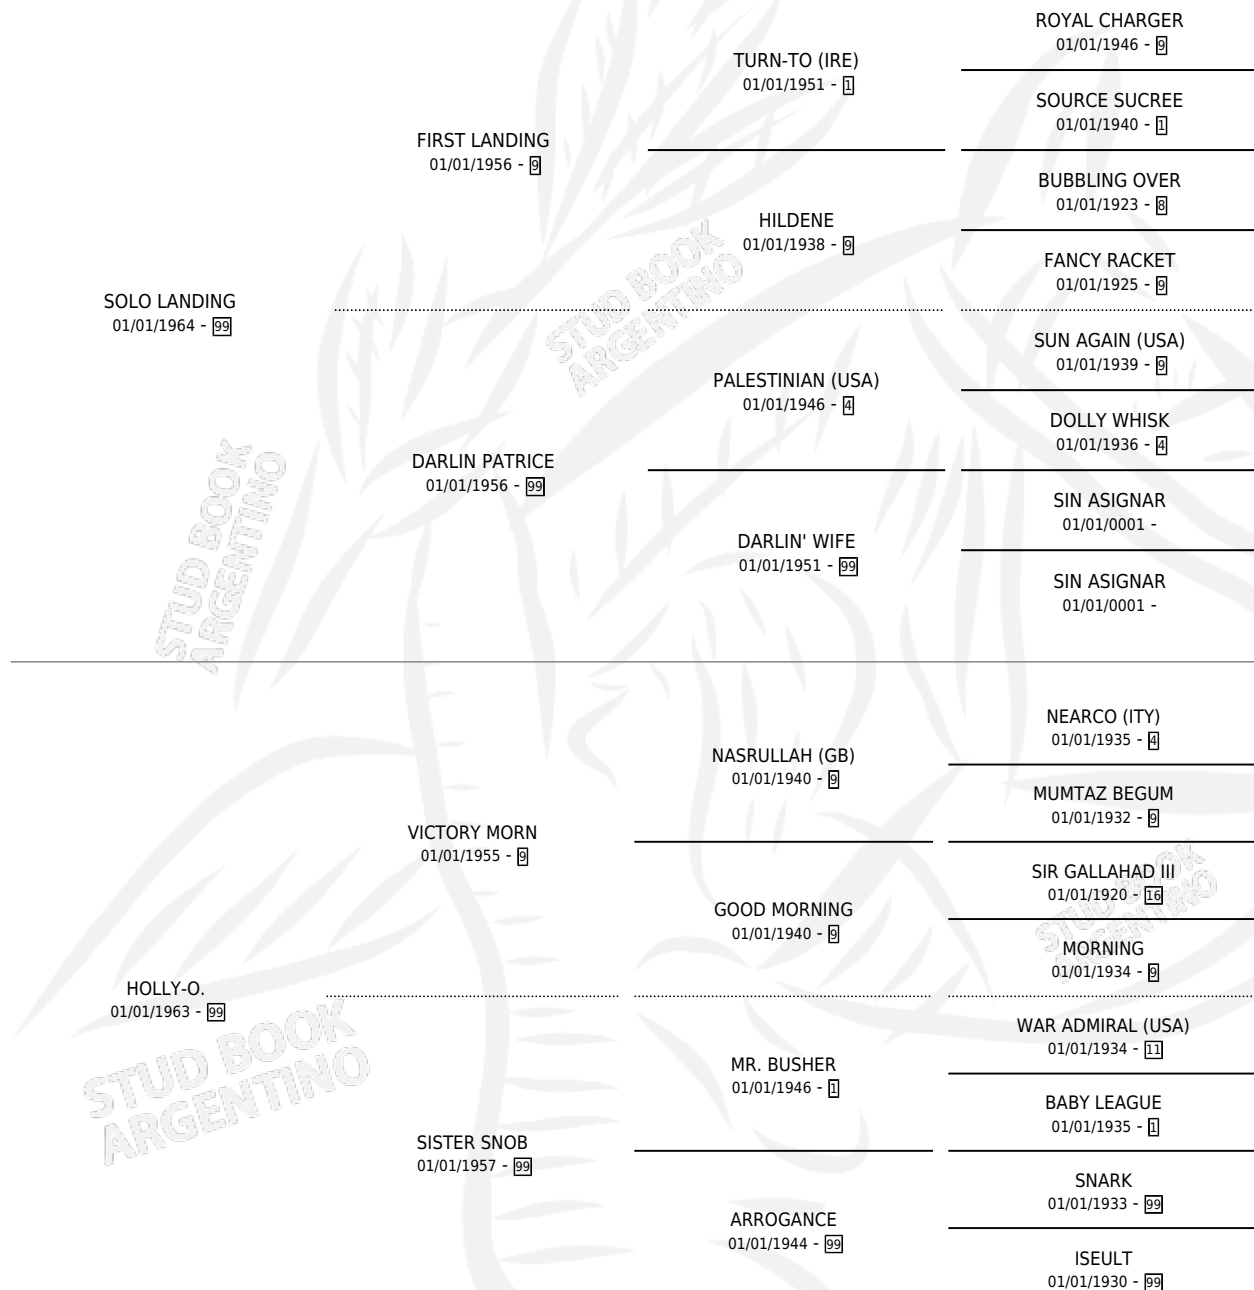 ROYAL CHARGER
01/01/1946 - 9
TURN-TO (IRE)
01/01/1951 - 1
SOURCE SUCREE
01/01/1940 - 1
FIRST LANDING
01/01/1956 - 9
BUBBLING OVER
01/01/1923 - 8
HILDENE
01/01/1938 - 9
FANCY RACKET
01/01/1925 - 9
SOLO LANDING
01/01/1964 - 99
SUN AGAIN (USA)
01/01/1939 - 9
PALESTINIAN (USA)
01/01/1946 - 4
DOLLY WHISK
01/01/1936 - 4
DARLIN PATRICE
01/01/1956 - 99
SIN ASIGNAR
01/01/0001 -
DARLIN' WIFE
01/01/1951 - 99
SIN ASIGNAR
01/01/0001 -
NEARCO (ITY)
01/01/1935 - 4
NASRULLAH (GB)
01/01/1940 - 9
MUMTAZ BEGUM
01/01/1932 - 9
VICTORY MORN
01/01/1955 - 9
SIR GALLAHAD III
01/01/1920 - 16
GOOD MORNING
01/01/1940 - 9
MORNING
01/01/1934 - 9
HOLLY-O.
01/01/1963 - 99
WAR ADMIRAL (USA)
01/01/1934 - 11
MR. BUSHER
01/01/1946 - 1
BABY LEAGUE
01/01/1935 - 1
SISTER SNOB
01/01/1957 - 99
SNARK
01/01/1933 - 99
ARROGANCE
01/01/1944 - 99
ISEULT
01/01/1930 - 99
STUD BOOK
ARGENTINO
STUD BOOK
ARGENTINO
STUD BOOK
ARGENTINO
STUD BOOK
ARGENTINO